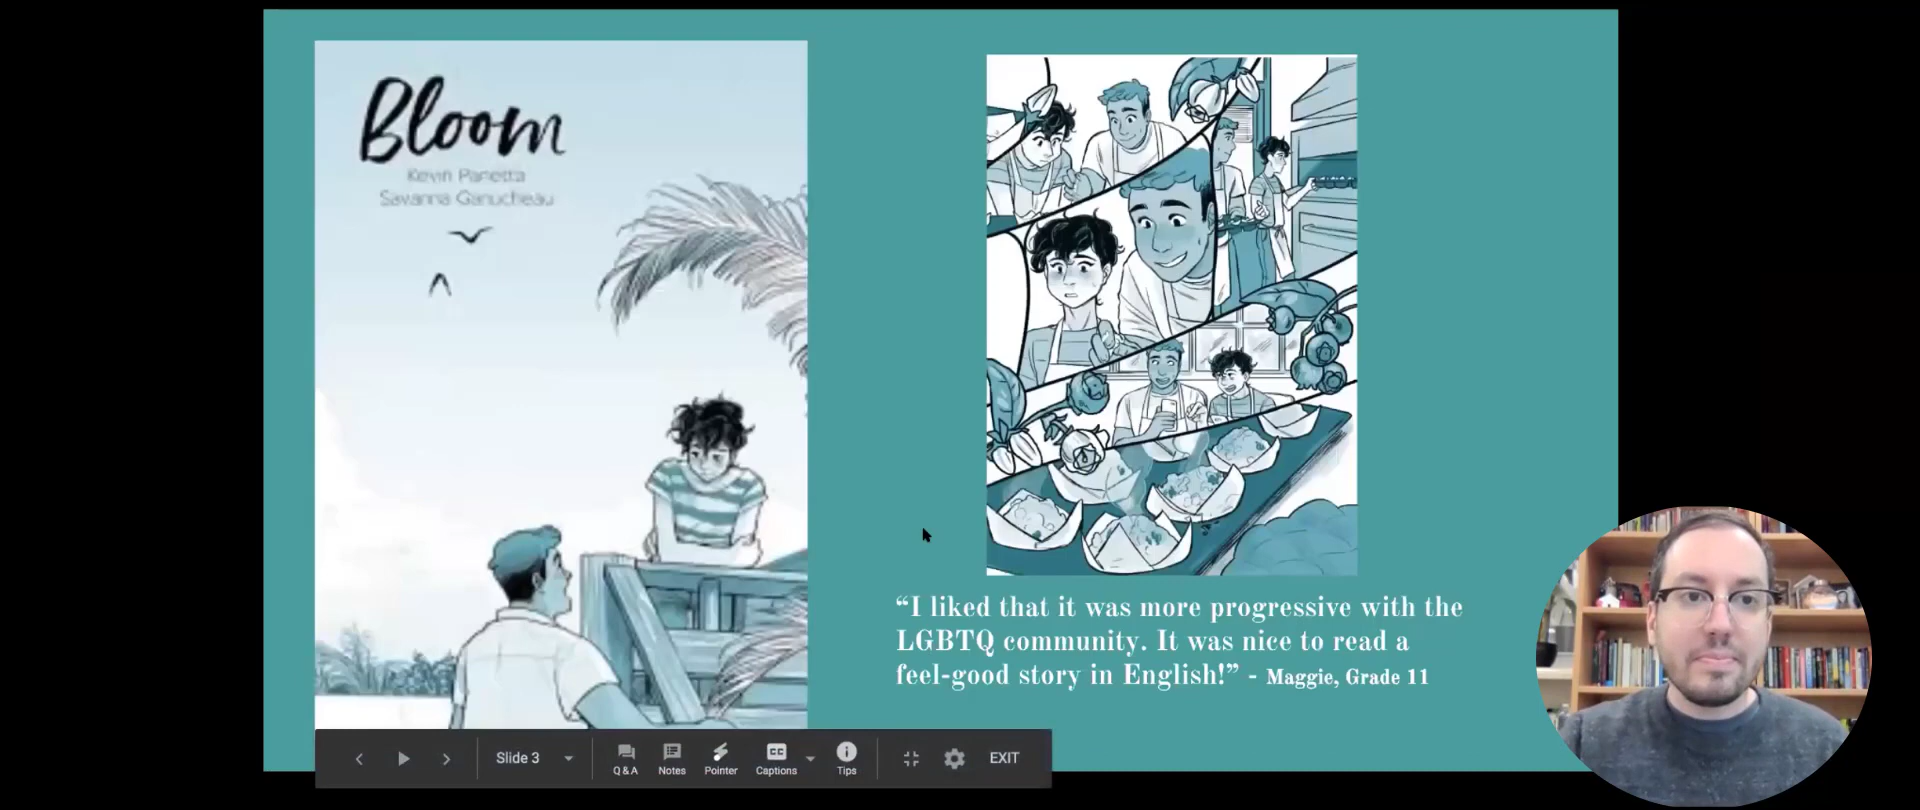 Bloom
Kevin Panetta
Savanna Ganucheau
“I liked that it was more progressive with the
LGBTQ community. It was nice to read a
feel-good story in English!” - Maggie, Grade 11
Slide 3
Q & A
Notes
Pointer
CC
Captions
Tips
EXIT